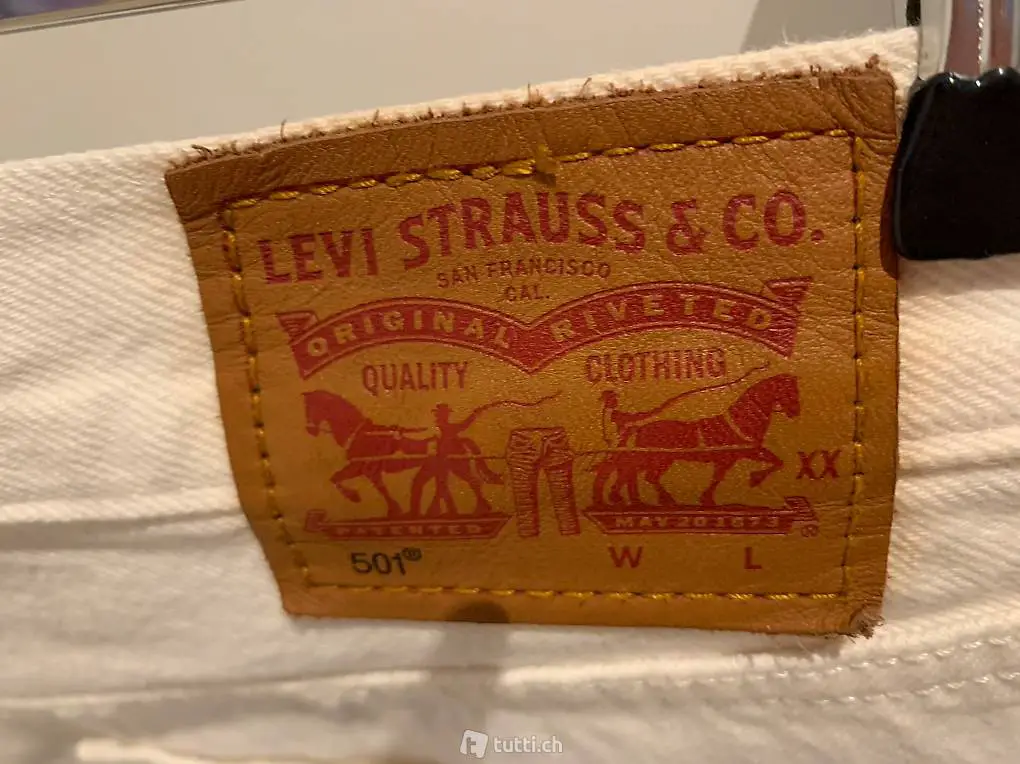 LEVI STRAUSS & CO.
SAN FRANCISCO
CAL.
ORIGINAL RIVETED
QUALITY CLOTHING
XX
PATENTED MAY 20 1873
501® W L
tutti.ch